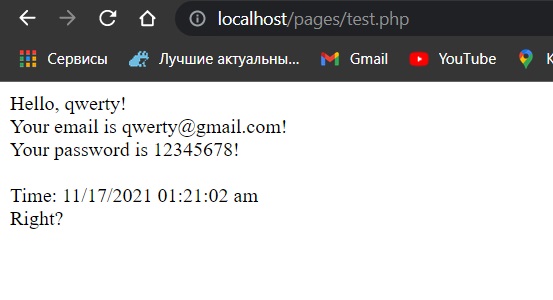 localhost/pages/test.php
Сервисы
Лучшие актуальны...
Gmail
YouTube
К
Hello, qwerty!
Your email is qwerty@gmail.com!
Your password is 12345678!
Time: 11/17/2021 01:21:02 am
Right?